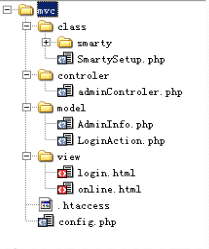 mvc
class
smarty
SmartySetup.php
controler
adminControler.php
model
AdminInfo.php
LoginAction.php
view
login.html
online.html
.htaccess
config.php